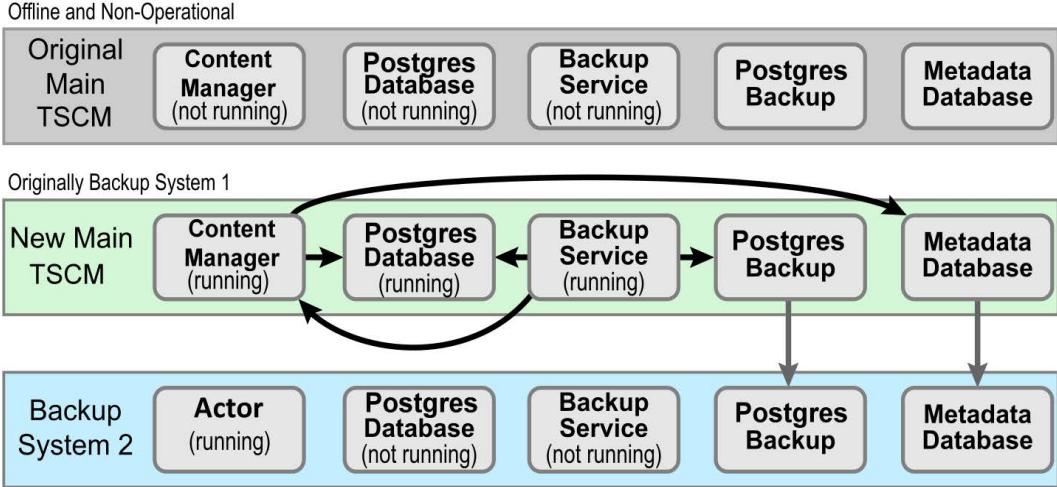 Offline and Non-Operational
Original
Main
TSCM
Content
Manager
(not running)
Postgres
Database
(not running)
Backup
Service
(not running)
Postgres
Backup
Metadata
Database
Originally Backup System 1
New Main
TSCM
Content
Manager
(running)
Postgres
Database
(running)
Backup
Service
(running)
Postgres
Backup
Metadata
Database
Backup
System 2
Actor
(running)
Postgres
Database
(not running)
Backup
Service
(not running)
Postgres
Backup
Metadata
Database